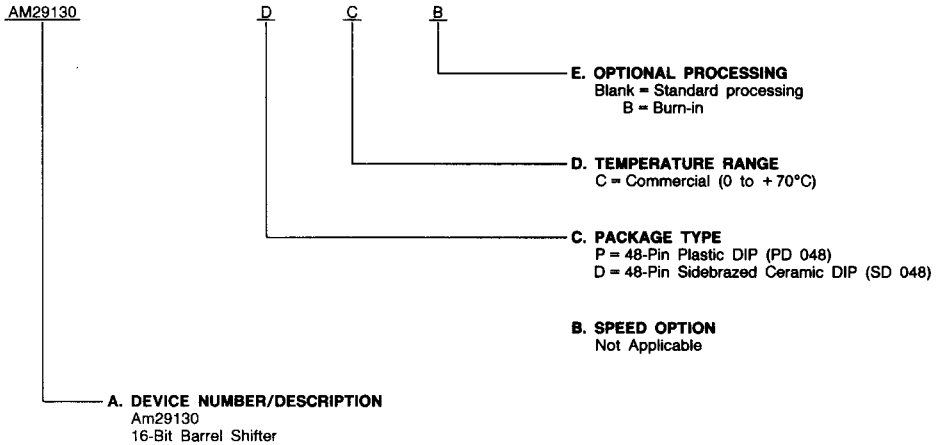 AM29130 D C B
E. OPTIONAL PROCESSING
Blank = Standard processing
B = Burn-in
D. TEMPERATURE RANGE
C = Commercial (0 to +70°C)
C. PACKAGE TYPE
P = 48-Pin Plastic DIP (PD 048)
D = 48-Pin Sidebrazed Ceramic DIP (SD 048)
B. SPEED OPTION
Not Applicable
A. DEVICE NUMBER/DESCRIPTION
Am29130
16-Bit Barrel Shifter